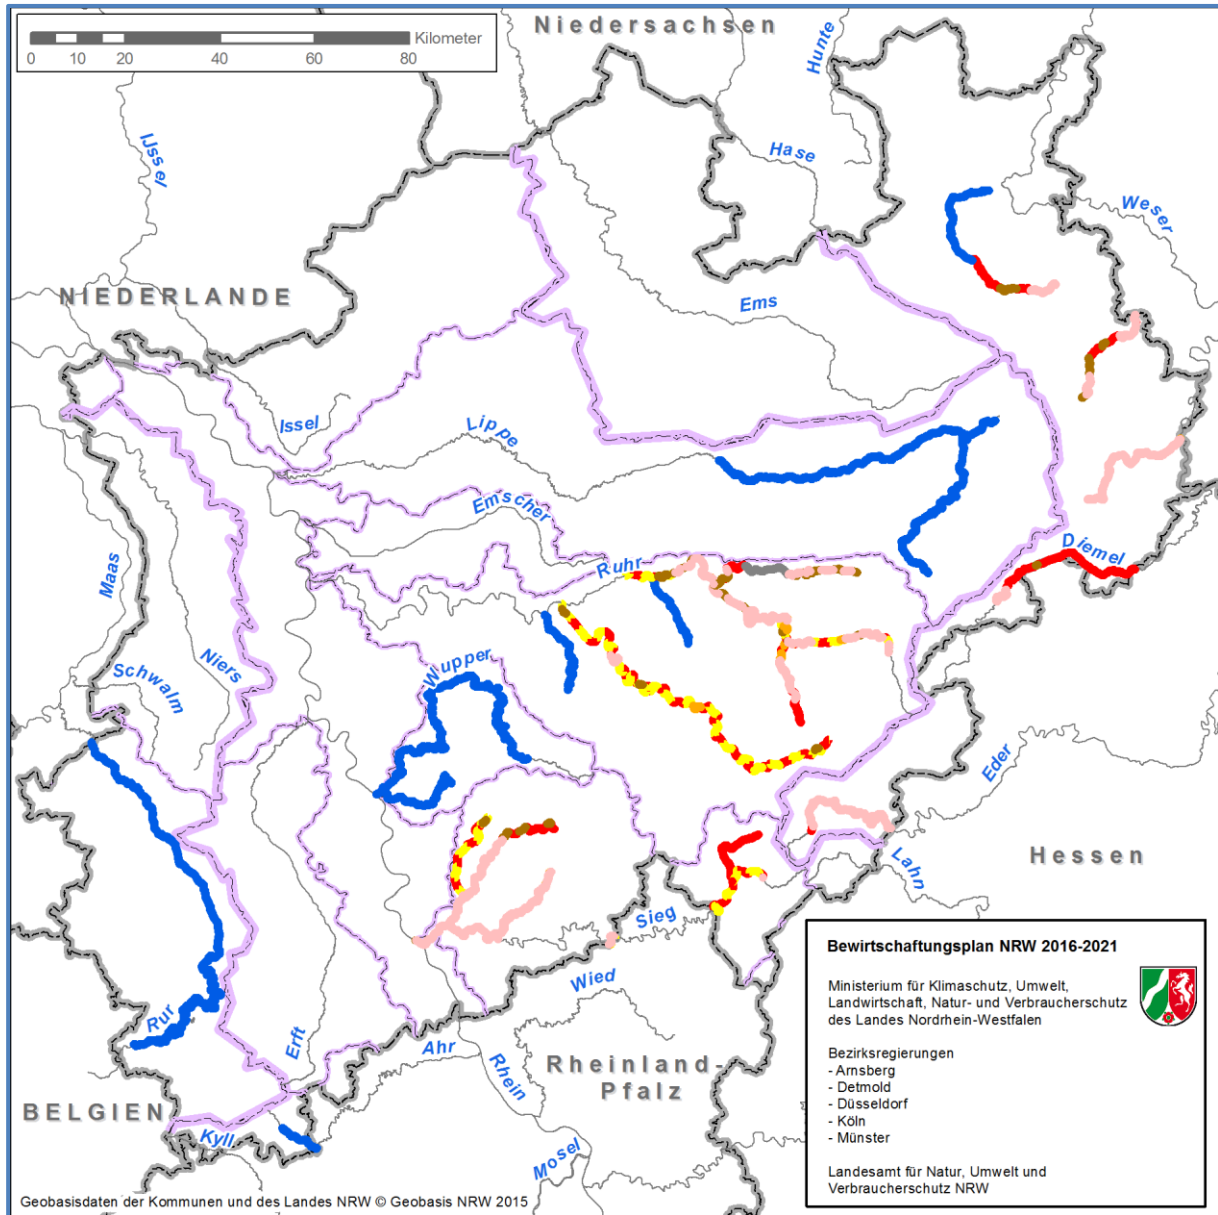 Niedersachsen
Kilometer
0 10 20 40 60 80
Hunte
IJssel
Hase
Weser
NIEDERLANDE
Ems
Issel
Lippe
Emscher
Maas
Ruhr
Diemel
Schwalm
Niers
Wupper
Eder
Hessen
Lahn
Sieg
Wied
Rur
Erft
Ahr
Rhein
Rheinland-
Pfalz
BELGIEN
Kyll
Mosel
Bewirtschaftungsplan NRW 2016-2021
Ministerium für Klimaschutz, Umwelt,
Landwirtschaft, Natur- und Verbraucherschutz
des Landes Nordrhein-Westfalen
Bezirksregierungen
- Arnsberg
- Detmold
- Düsseldorf
- Köln
- Münster
Landesamt für Natur, Umwelt und
Verbraucherschutz NRW
Geobasisdaten der Kommunen und des Landes NRW © Geobasis NRW 2015